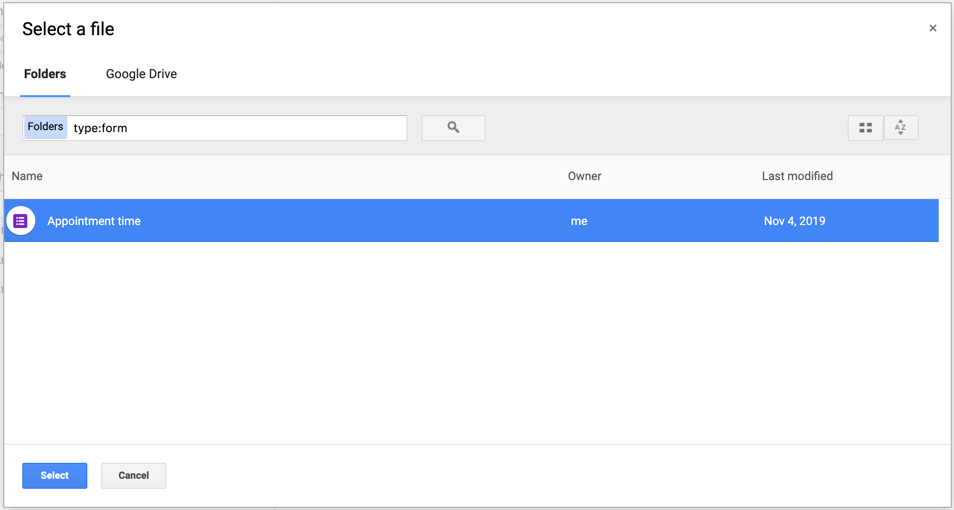 Select a file
Folders Google Drive
Folders type:form
AZ
Name Owner Last modified
Appointment time me Nov 4, 2019
Select Cancel